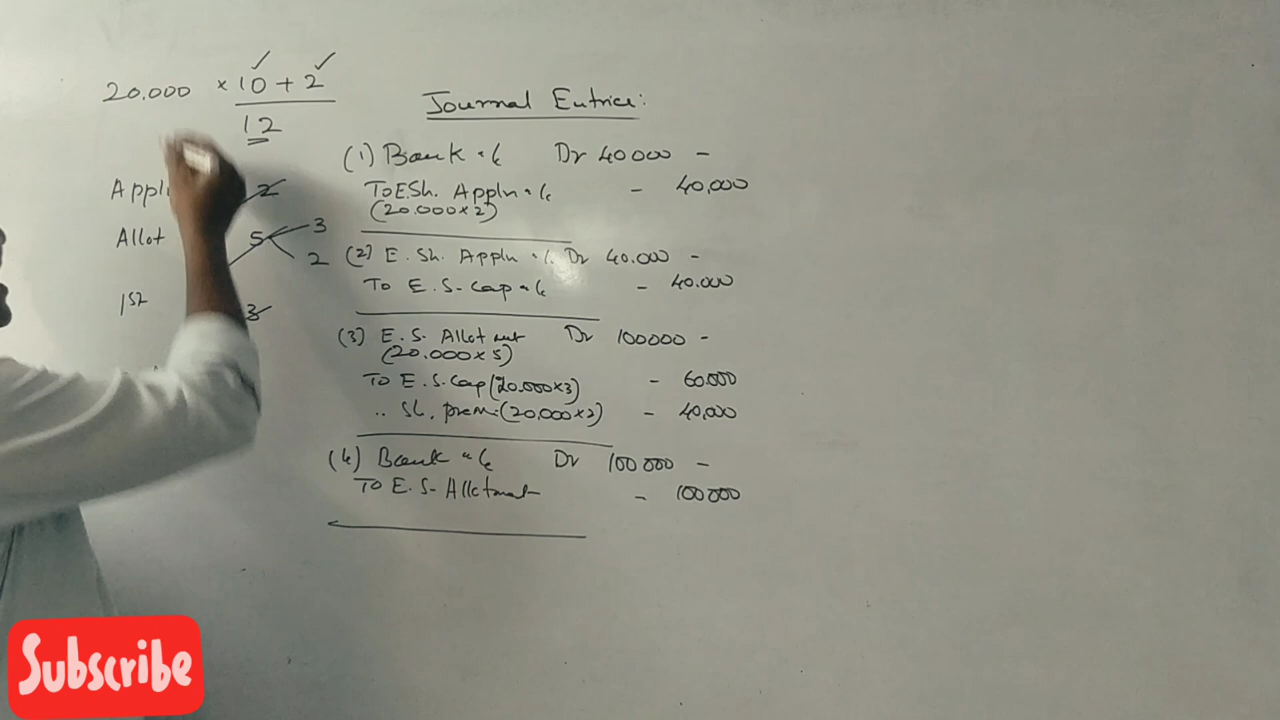 20.000 × 10 + 2
12
Appl
2
Allot
5
3
2
1st
3
Journal Entries:
(1) Bank a/c Dr 40000 -
To E Sh. Appln a/c - 40,000
(20.000 × 2)
(2) E. Sh. Appln a/c. Dr 40.000 -
To E. S. Cap a/c - 40.000
(3) E. S. Allotment Dr 100000 -
(20.000 × 5)
To E. S. Cap (20.000×3) - 60.000
.. Sh. prem: (20,000×2) - 40,000
(4) Bank a/c Dr 100 000 -
To E. S. Allotment - 100000
Subscribe